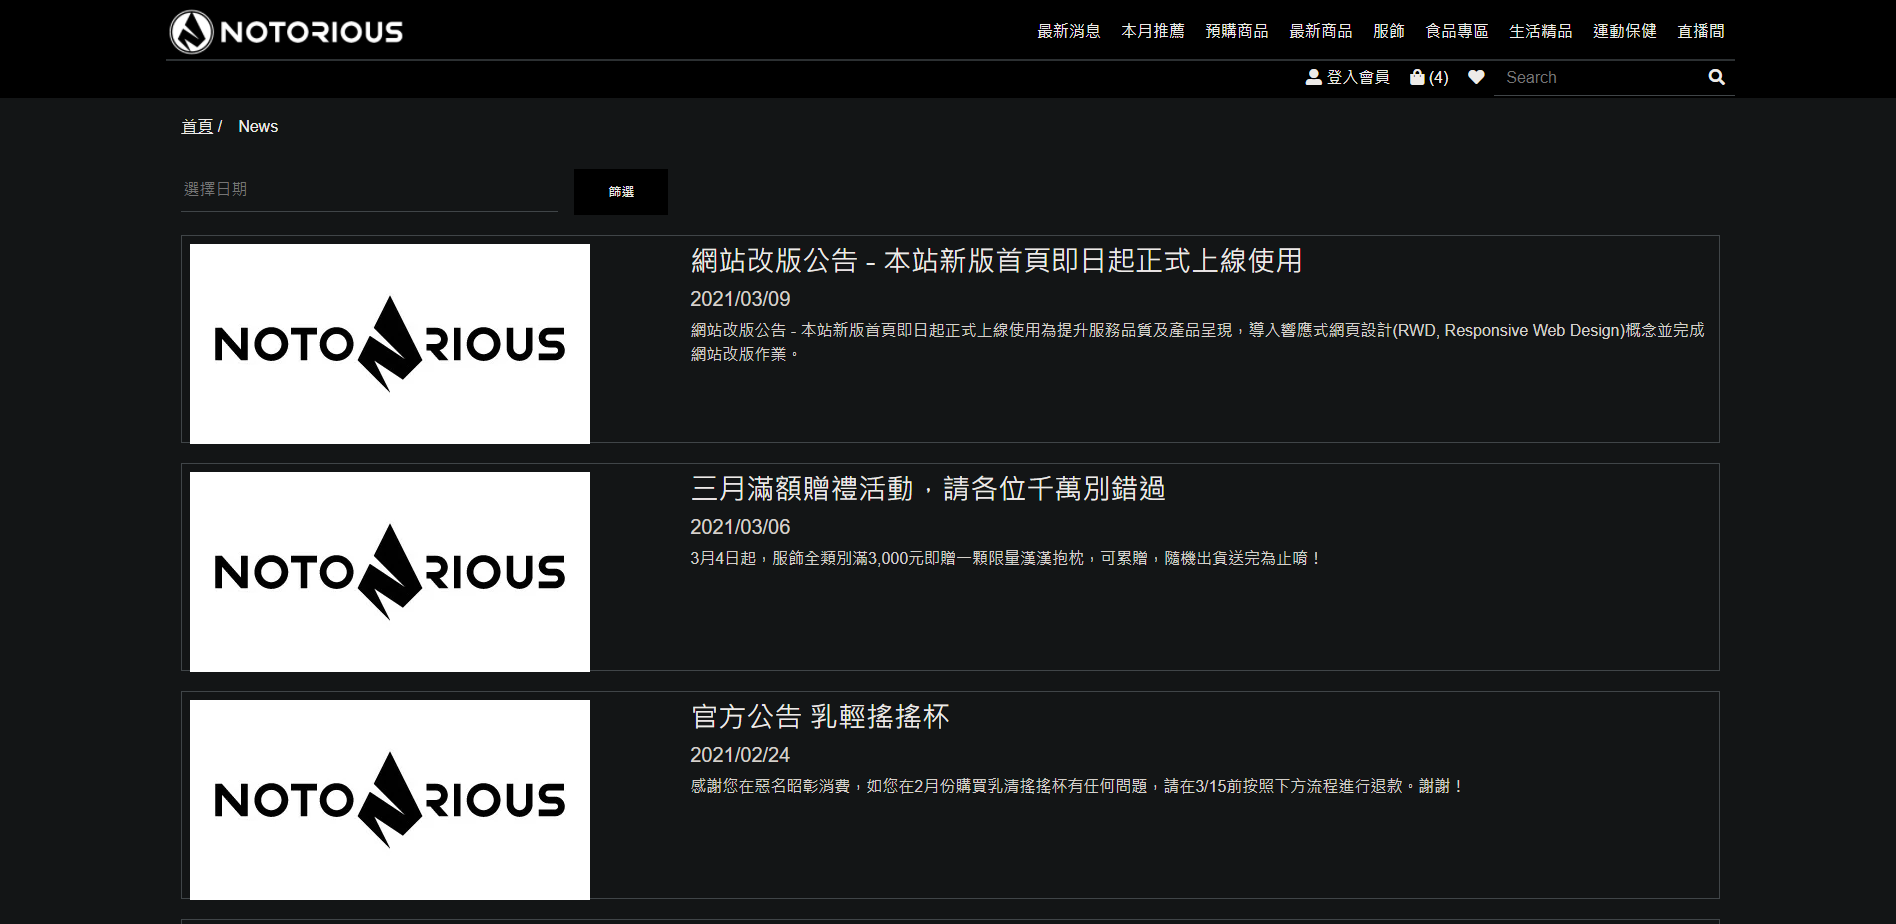 NOTORIOUS
最新消息 本月推薦 預購商品 最新商品 服飾 食品專區 生活精品 運動保健 直播間
登入會員 (4) Search
首頁 / News
選擇日期 篩選
NOTORIOUS
網站改版公告 - 本站新版首頁即日起正式上線使用
2021/03/09
網站改版公告 - 本站新版首頁即日起正式上線使用為提升服務品質及產品呈現，導入響應式網頁設計(RWD, Responsive Web Design)概念並完成
網站改版作業。
NOTORIOUS
三月滿額贈禮活動，請各位千萬別錯過
2021/03/06
3月4日起，服飾全類別滿3,000元即贈一顆限量漢漢抱枕，可累贈，隨機出貨送完為止唷！
NOTORIOUS
官方公告 乳輕搖搖杯
2021/02/24
感謝您在惡名昭彰消費，如您在2月份購買乳清搖搖杯有任何問題，請在3/15前按照下方流程進行退款。謝謝！